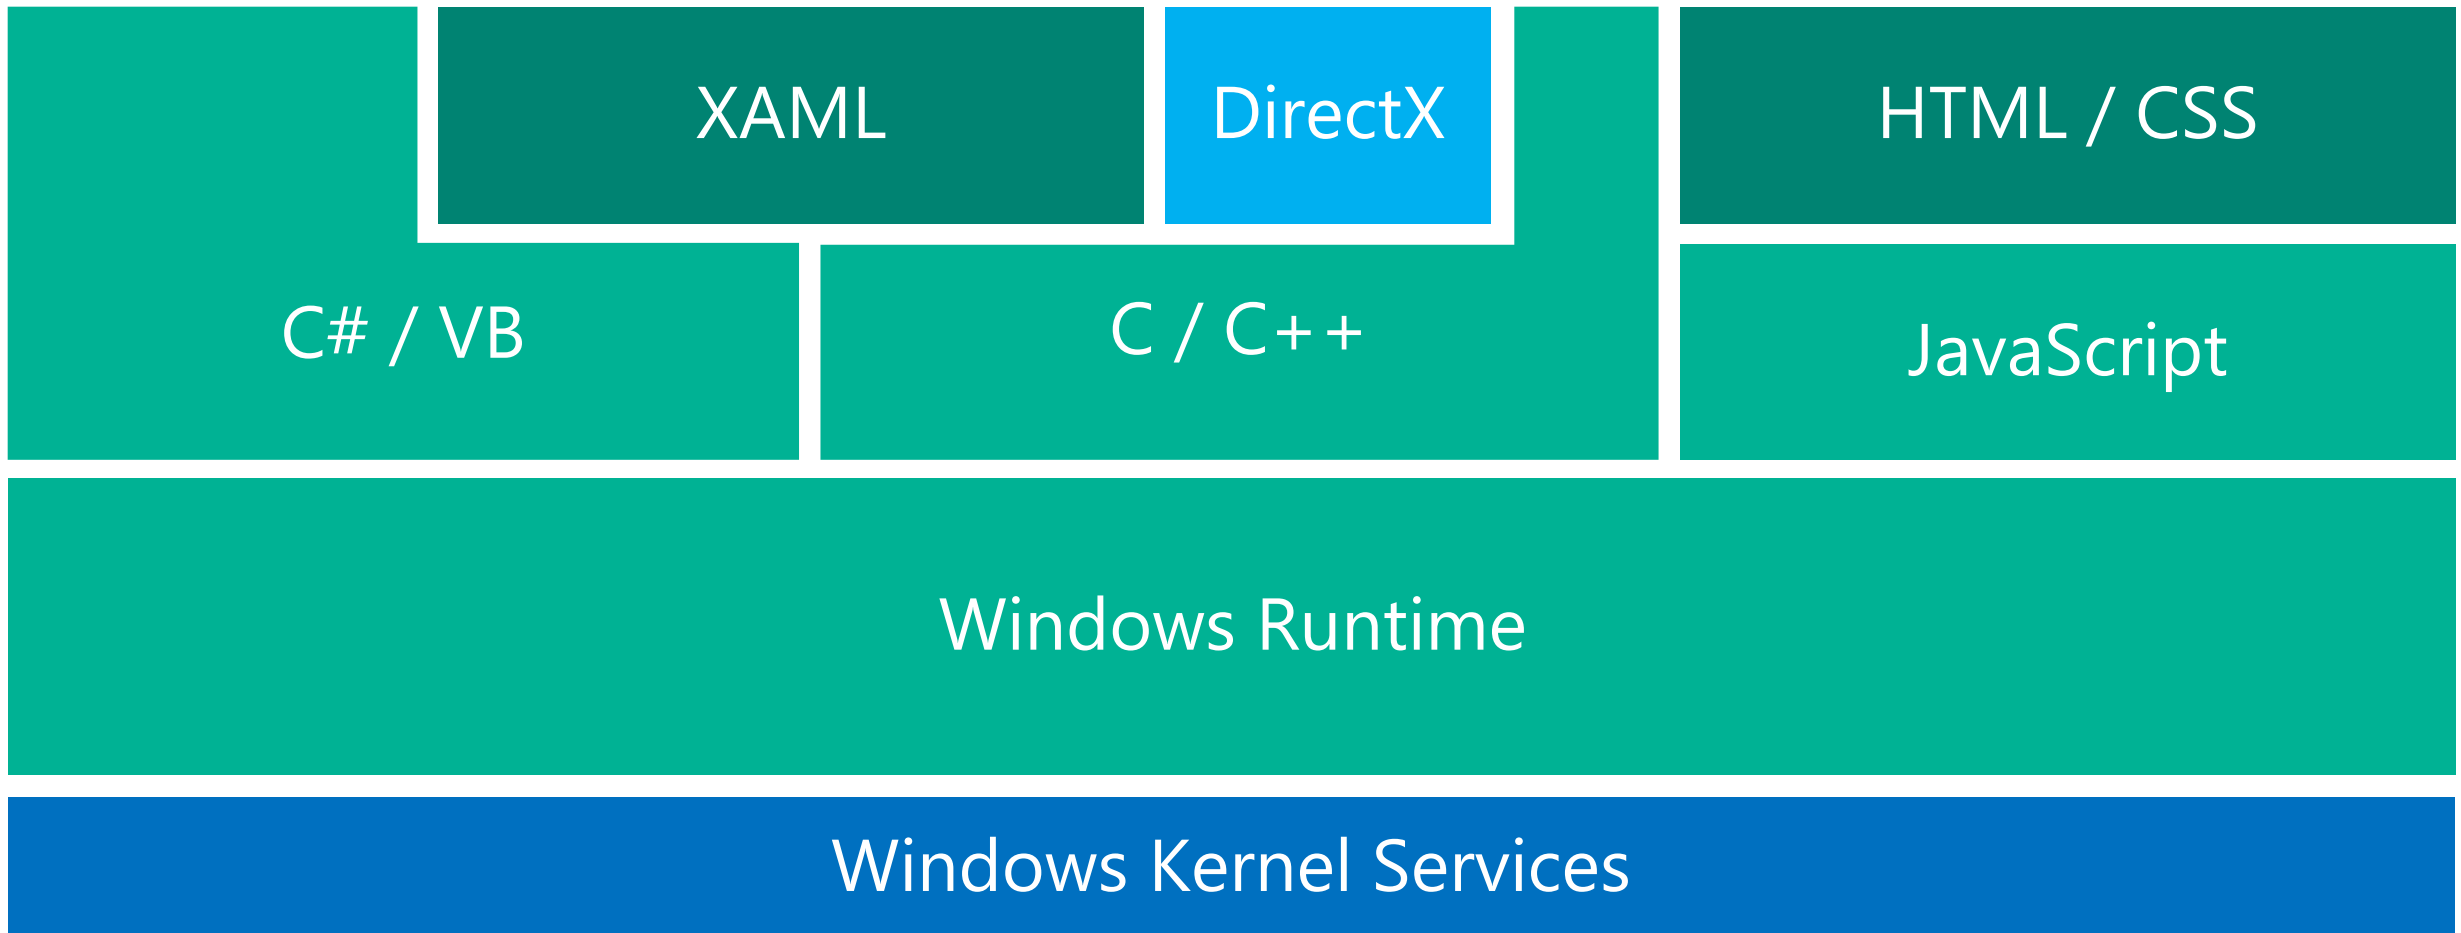 XAML
DirectX
HTML / CSS
C# / VB
C / C++
JavaScript
Windows Runtime
Windows Kernel Services